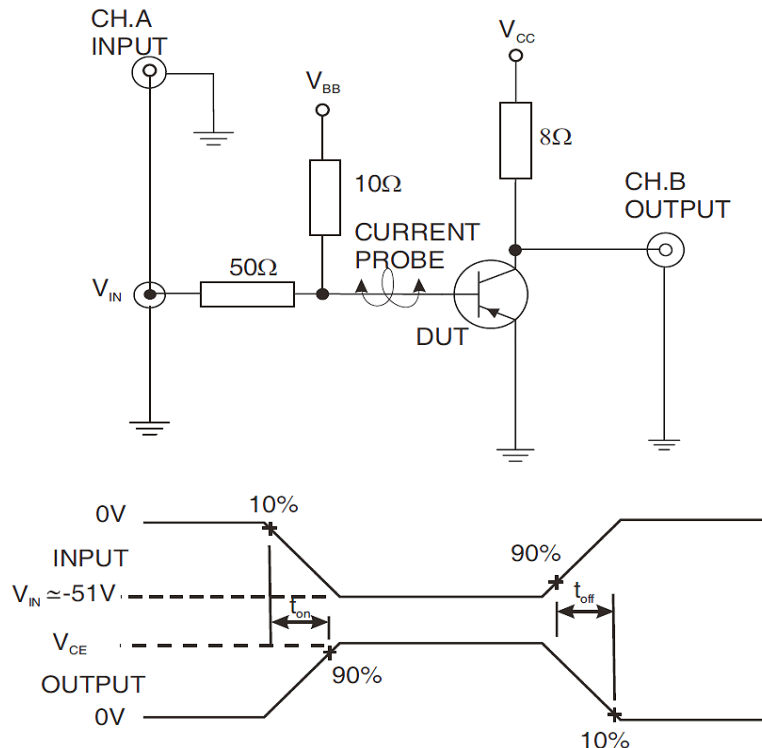 CH.A
INPUT
V_CC
V_BB
8Ω
10Ω
CH.B
OUTPUT
CURRENT
PROBE
50Ω
V_IN
DUT
0V
10%
INPUT
90%
V_IN ≃-51V
t_on
t_off
V_CE
90%
OUTPUT
0V
10%